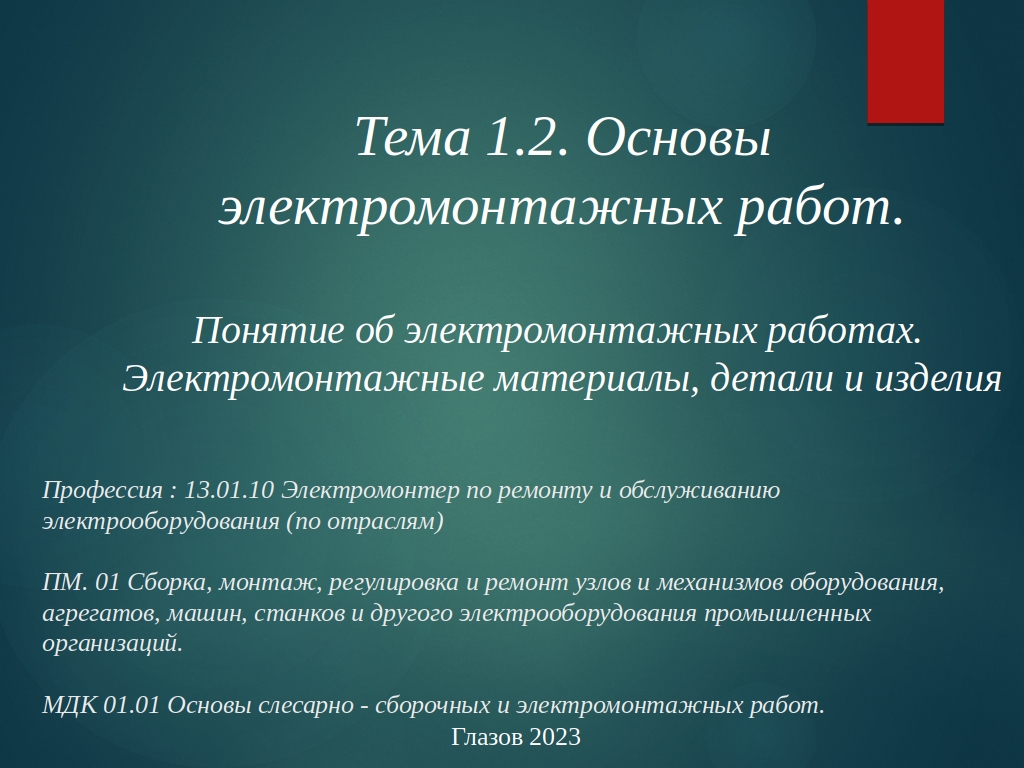 Тема 1.2. Основы
электромонтажных работ.
Понятие об электромонтажных работах.
Электромонтажные материалы, детали и изделия
Профессия : 13.01.10 Электромонтер по ремонту и обслуживанию
электрооборудования (по отраслям)
ПМ. 01 Сборка, монтаж, регулировка и ремонт узлов и механизмов оборудования,
агрегатов, машин, станков и другого электрооборудования промышленных
организаций.
МДК 01.01 Основы слесарно - сборочных и электромонтажных работ.
Глазов 2023